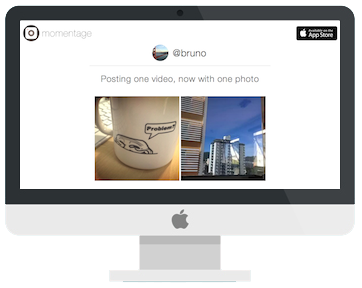 momentage
Available on the
App Store
@bruno
Posting one video, now with one photo
Problem?